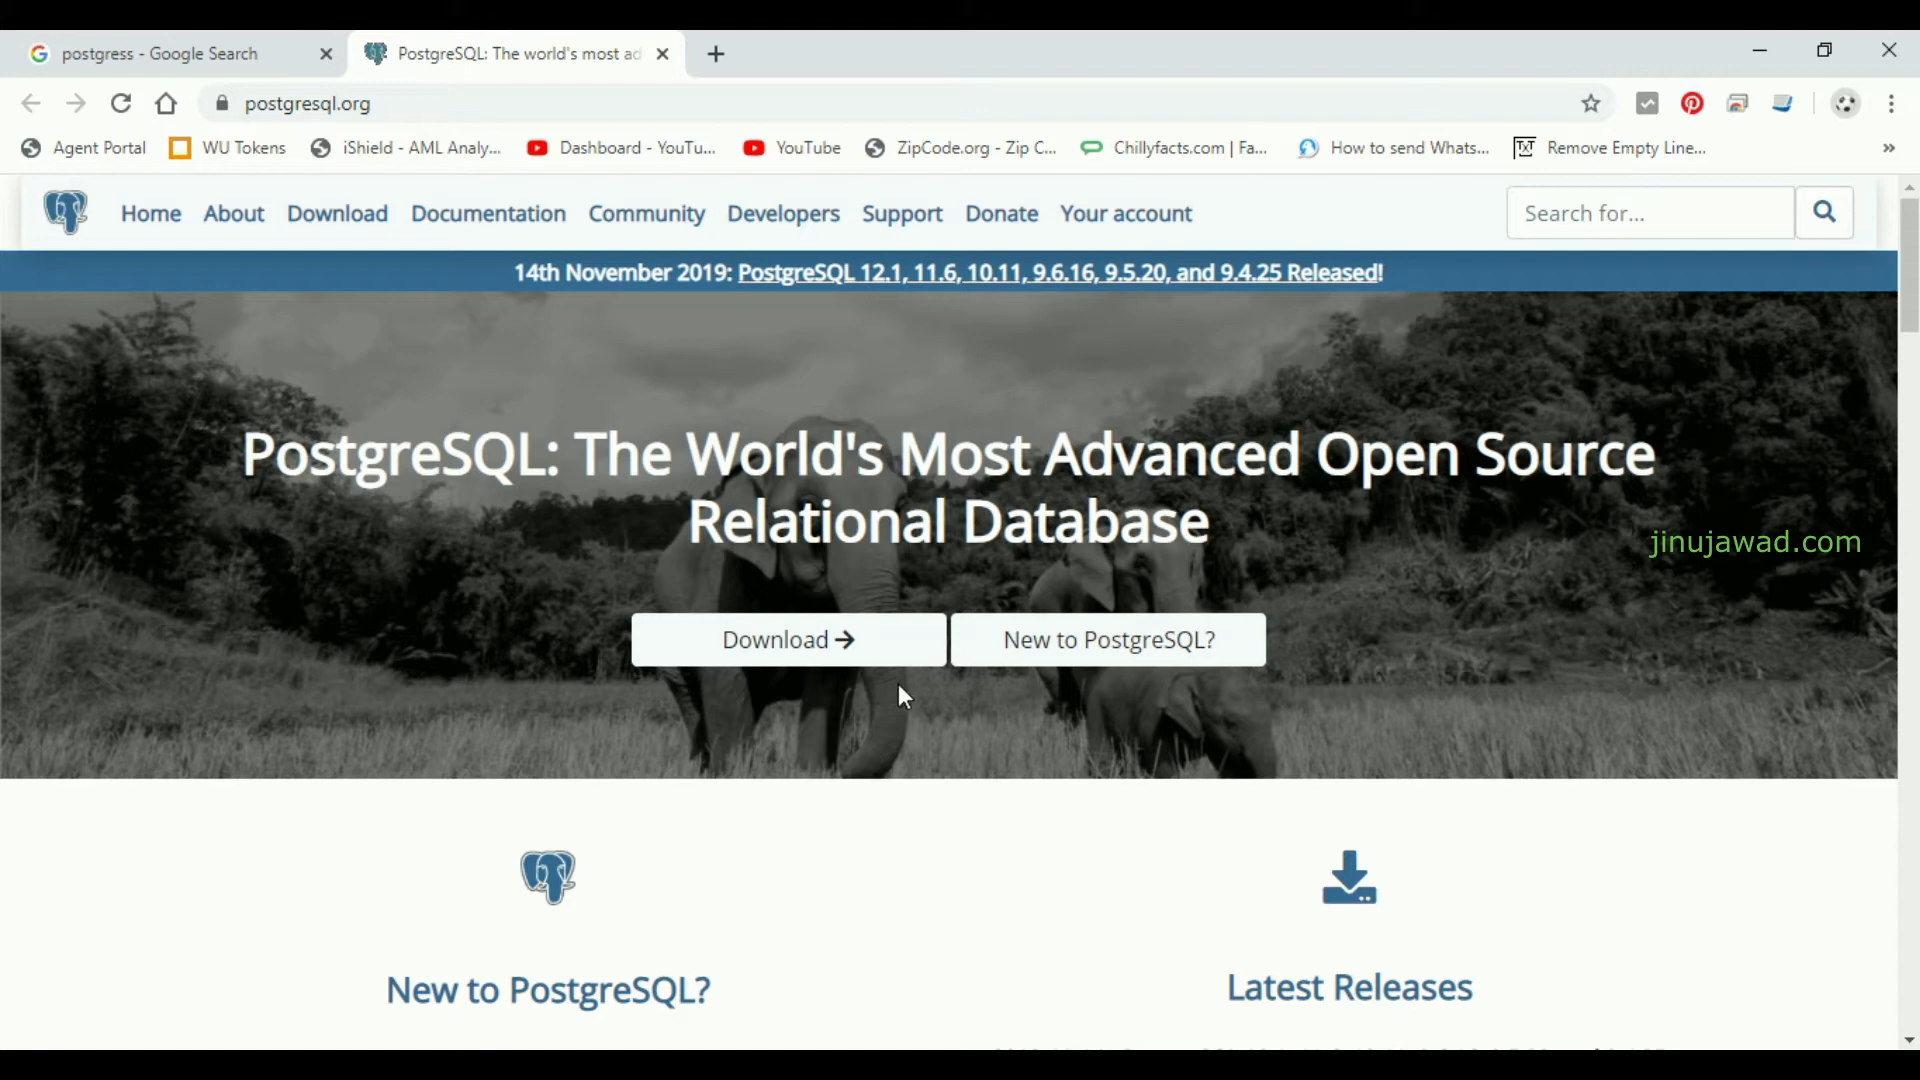 postgress - Google Search
PostgreSQL: The world's most ad
postgresql.org
Agent Portal
WU Tokens
iShield - AML Analy...
Dashboard - YouTu...
YouTube
ZipCode.org - Zip C...
Chillyfacts.com | Fa...
How to send Whats...
TXT
Remove Empty Line...
»
Home About Download Documentation Community Developers Support Donate Your account
Search for...
14th November 2019: PostgreSQL 12.1, 11.6, 10.11, 9.6.16, 9.5.20, and 9.4.25 Released!
PostgreSQL: The World's Most Advanced Open Source
Relational Database
jinujawad.com
Download →
New to PostgreSQL?
New to PostgreSQL?
Latest Releases